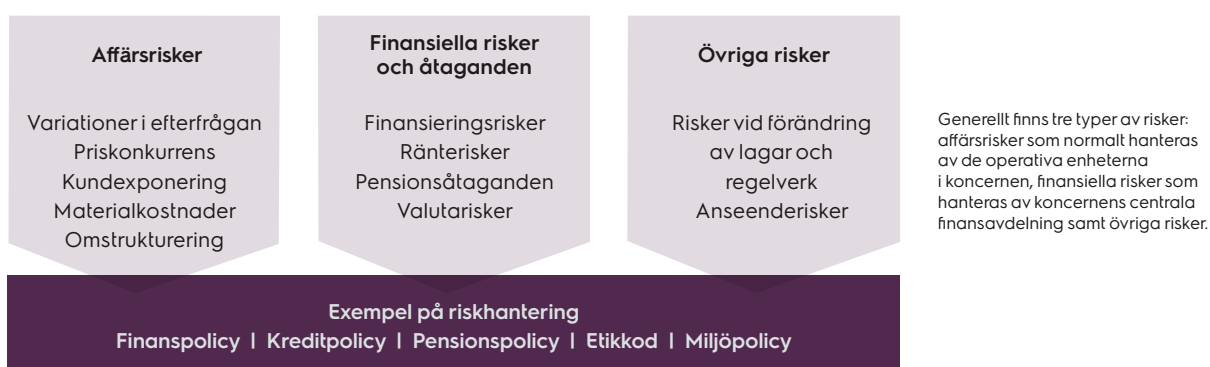 Affärsrisker
Variationer i efterfrågan
Priskonkurrens
Kundexponering
Materialkostnader
Omstrukturering
Finansiella risker
och åtaganden
Finansieringsrisker
Ränterisker
Pensionsåtaganden
Valutarisker
Övriga risker
Risker vid förändring
av lagar och
regelverk
Anseenderisker
Generellt finns tre typer av risker:
affärsrisker som normalt hanteras
av de operativa enheterna
i koncernen, finansiella risker som
hanteras av koncernens centrala
finansavdelning samt övriga risker.
Exempel på riskhantering
Finanspolicy | Kreditpolicy | Pensionspolicy | Etikkod | Miljöpolicy